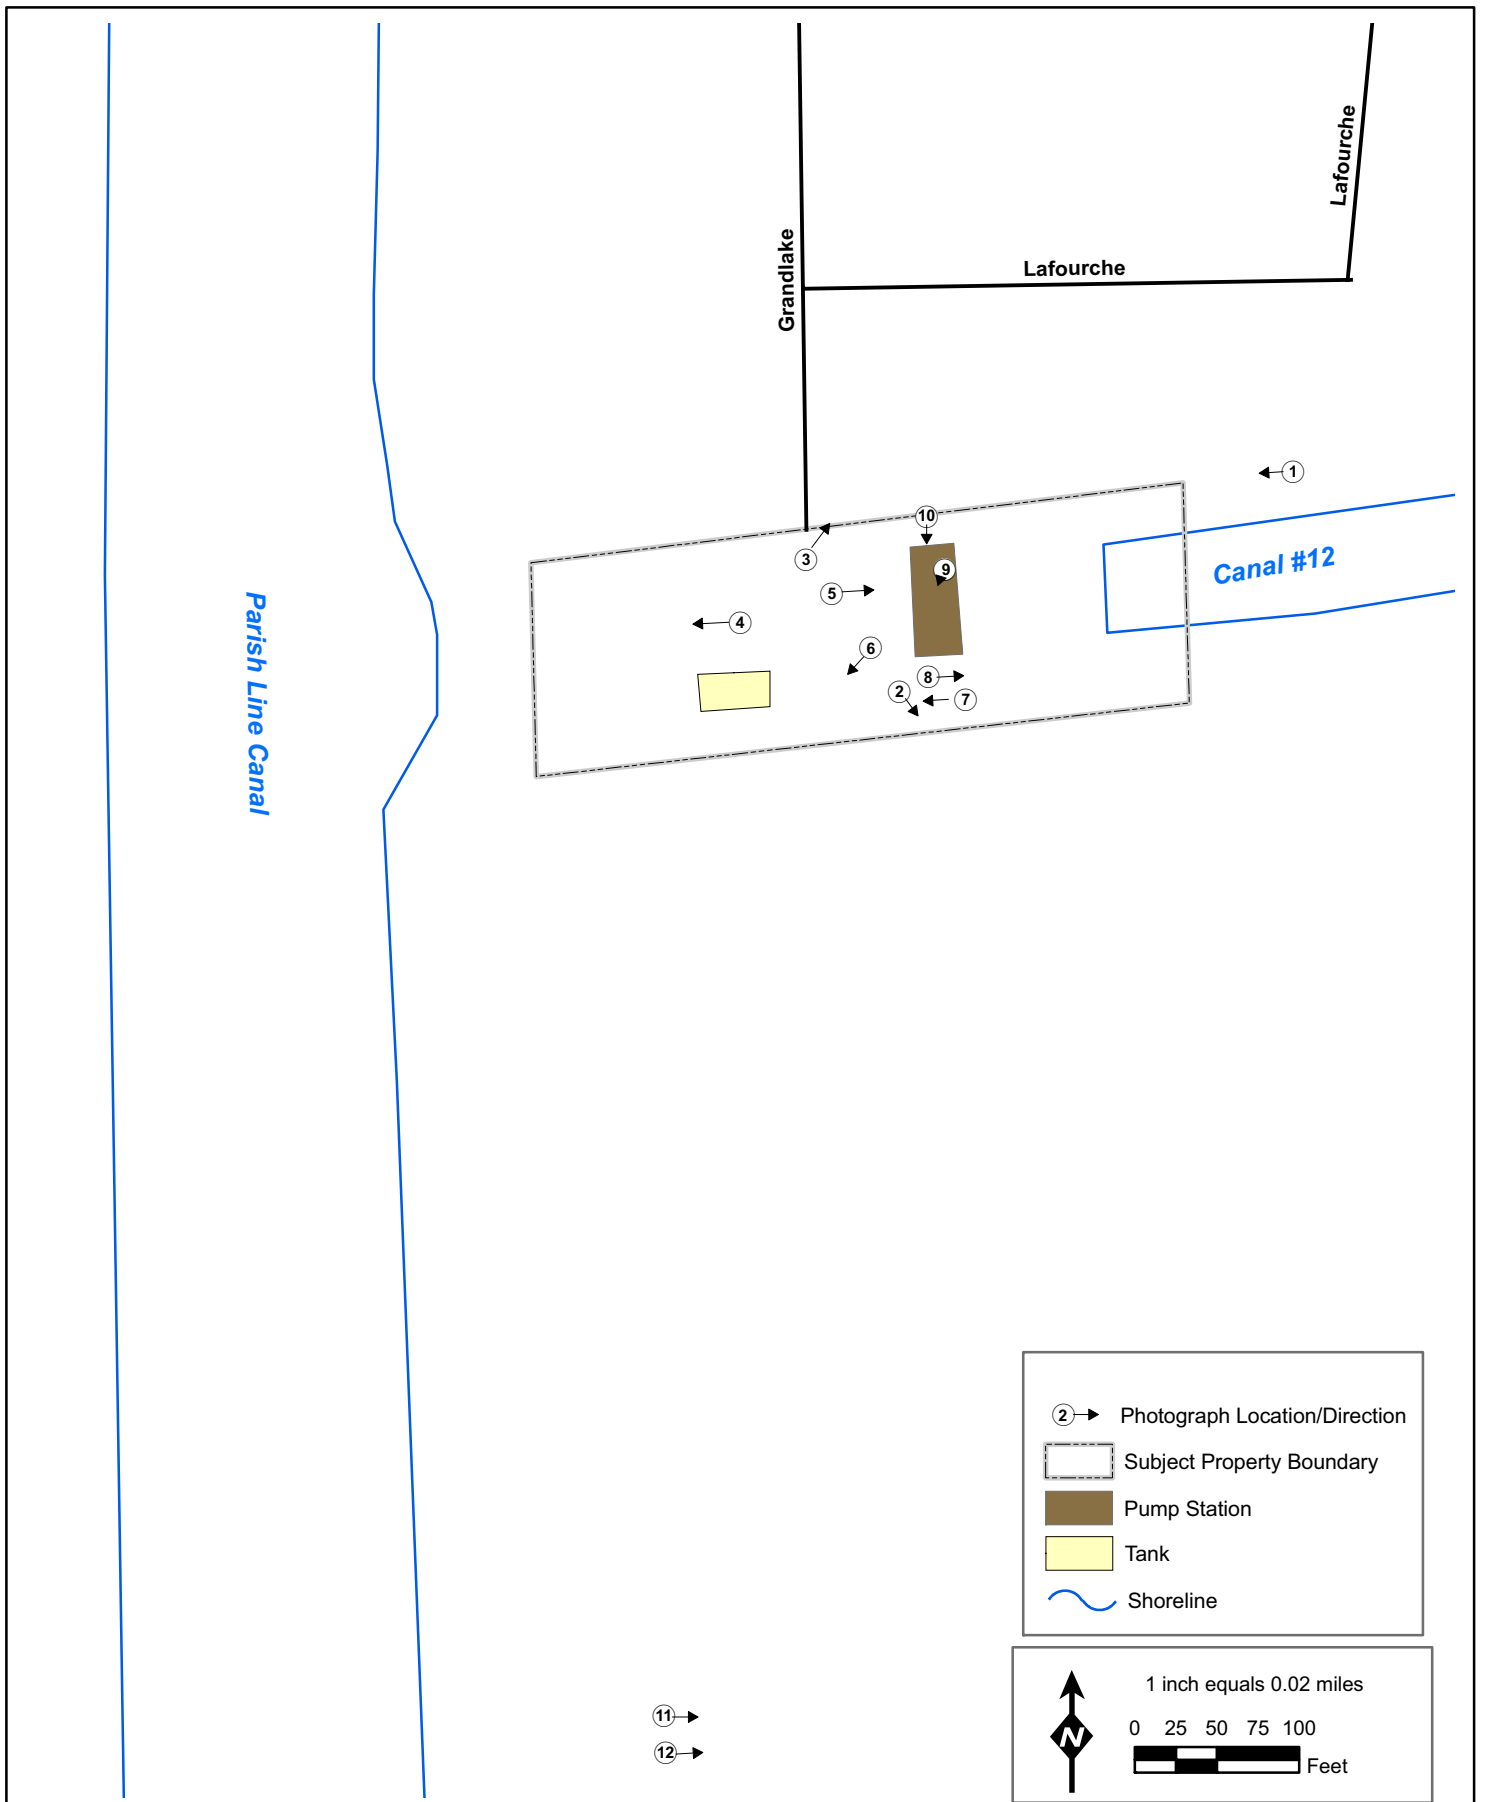 Lafourche
Grandlake
Lafourche
1
10
3
9
5
4
6
8
2
7
Canal #12
Parish Line Canal
2
Photograph Location/Direction
Subject Property Boundary
Pump Station
Tank
Shoreline
11
12
1 inch equals 0.02 miles
0 25 50 75 100
Feet
N